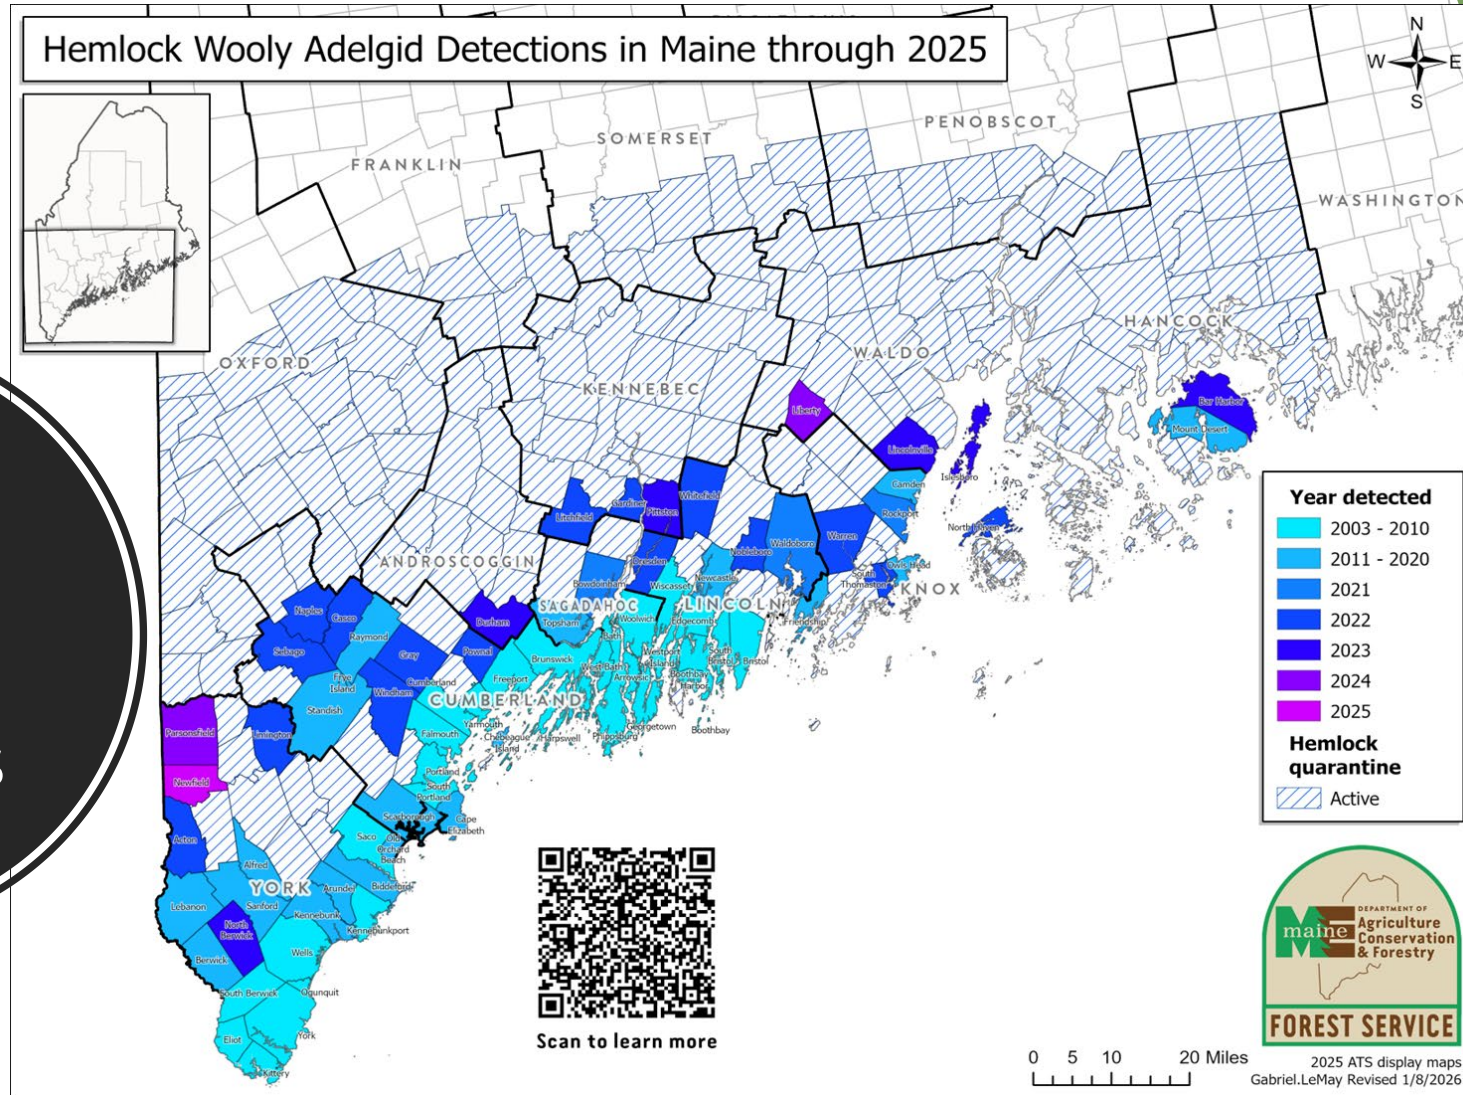 Hemlock Wooly Adelgid Detections in Maine through 2025
N
W
E
S
PENOBSCOT
SOMERSET
FRANKLIN
WASHINGTON
HANCOCK
WALDO
OXFORD
KENNEBEC
Bar Harbor
Liberty
Mount Desert
Lincolnville
Islesboro
Camden
Whitefield
Gardiner
Pittston
Litchfield
Rockport
North Haven
Warren
Waldoboro
Nobleboro
ANDROSCOGGIN
Dresden
Owls Head
South
Thomaston
KNOX
Bowdoinham
Wiscasset
Newcastle
SAGADAHOC
LINCOLN
Naples
Casco
Durham
Topsham
Woolwich
Edgecomb
Friendship
Raymond
Bath
Sebago
Gray
Pownal
Brunswick
West Bath
Westport
Island
South
Bristol
Bristol
Frye
Island
Cumberland
Freeport
Arrowsic
Boothbay
Harbor
Windham
CUMBERLAND
Standish
Yarmouth
Georgetown
Boothbay
Parsonsfield
Limington
Falmouth
Chebeague
Island
Harpswell
Phippsburg
Newfield
Portland
South
Portland
Scarborough
Cape
Elizabeth
Acton
Saco
Old
Orchard
Beach
Alfred
YORK
Arundel
Biddeford
Lebanon
Sanford
Kennebunk
North
Berwick
Kennebunkport
Berwick
Wells
South Berwick
Ogunquit
Eliot
York
Kittery
Year detected
2003 - 2010
2011 - 2020
2021
2022
2023
2024
2025
Hemlock
quarantine
Active
Scan to learn more
DEPARTMENT OF
maine
Agriculture
Conservation
& Forestry
FOREST SERVICE
0 5 10 20 Miles
2025 ATS display maps
Gabriel.LeMay Revised 1/8/2026